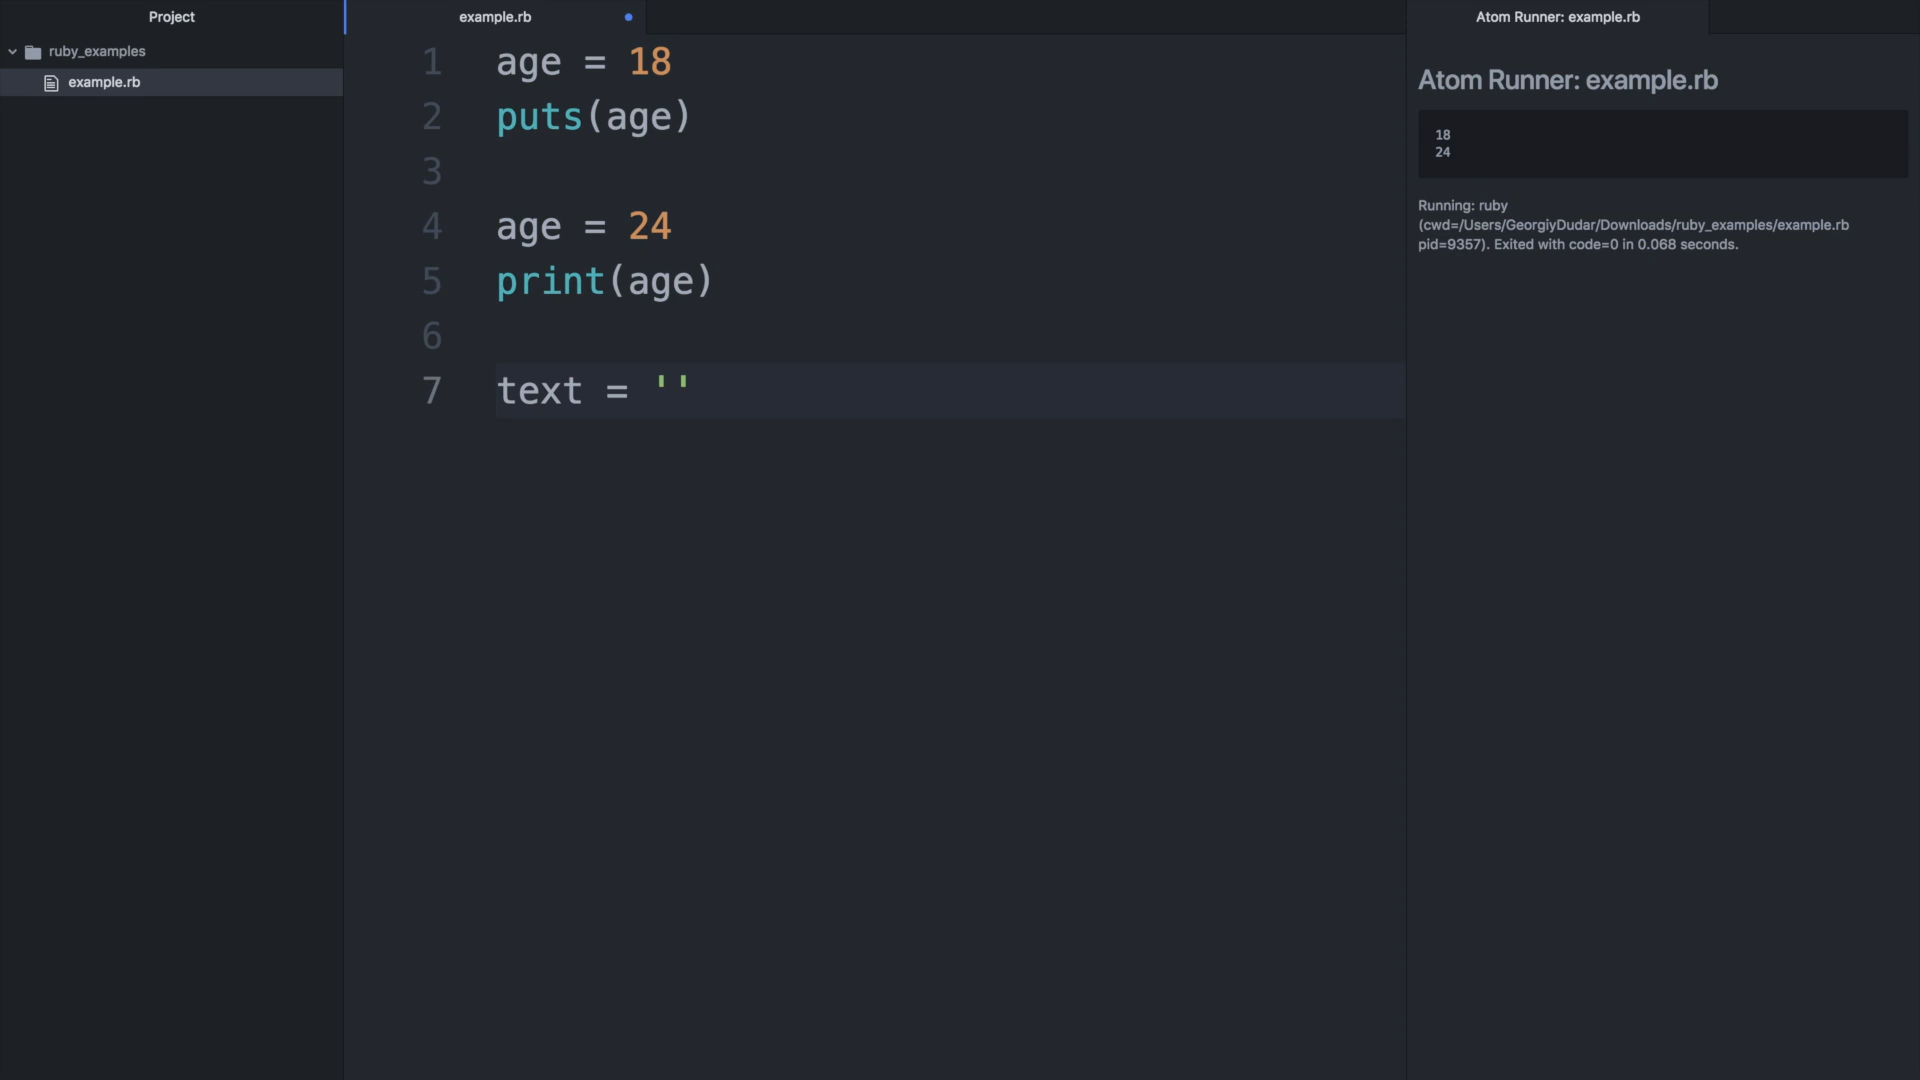 Project
ruby_examples
example.rb
example.rb
1 age = 18
2 puts(age)
3
4 age = 24
5 print(age)
6
7 text = ''
Atom Runner: example.rb
Atom Runner: example.rb
18
24
Running: ruby
(cwd=/Users/GeorgiyDudar/Downloads/ruby_examples/example.rb
pid=9357). Exited with code=0 in 0.068 seconds.